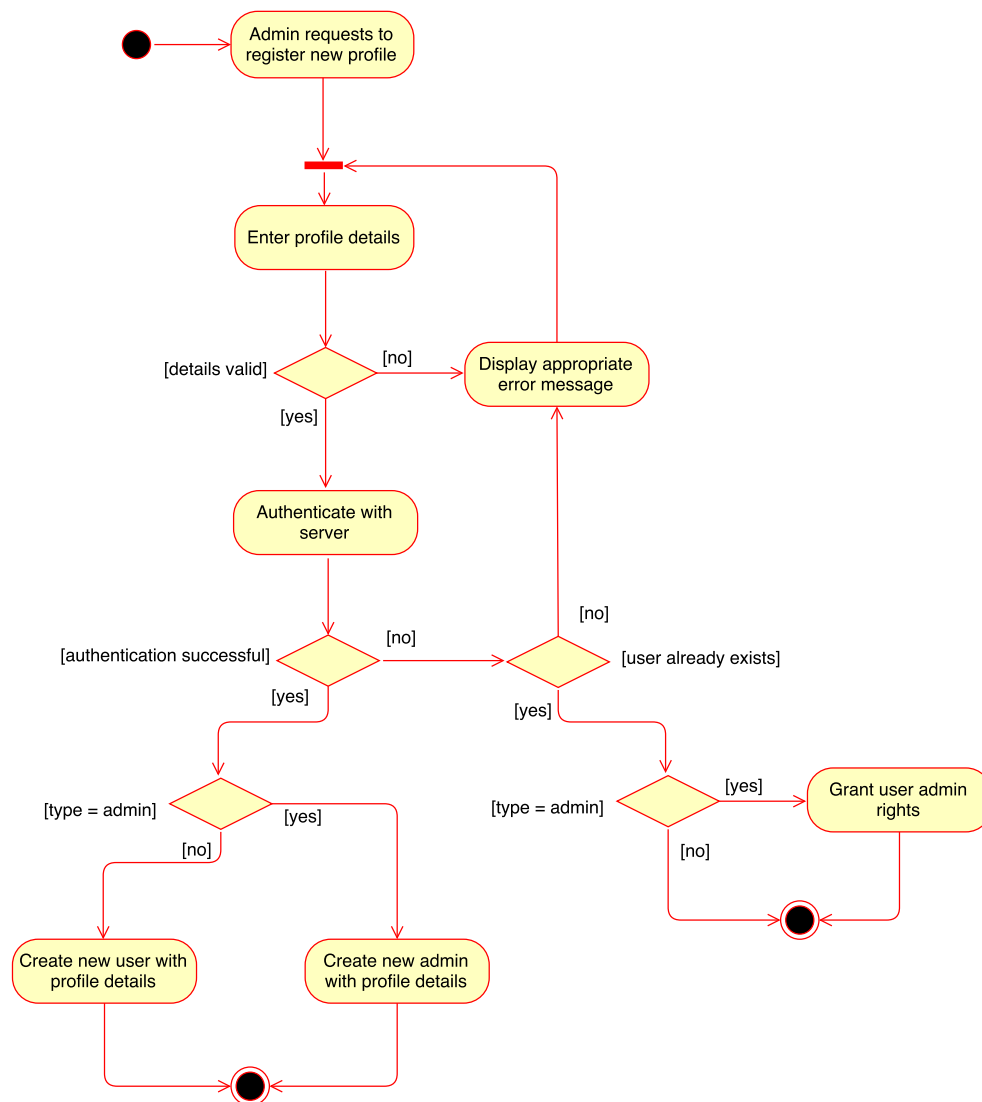 Admin requests to
register new profile
Enter profile details
[details valid]
[no]
Display appropriate
error message
[yes]
Authenticate with
server
[no]
[no]
[authentication successful]
[user already exists]
[yes]
[yes]
[type = admin]
[yes]
[type = admin]
[yes]
Grant user admin
rights
[no]
[no]
Create new user with
profile details
Create new admin
with profile details